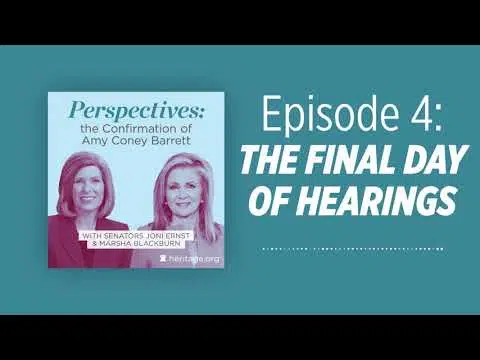 Perspectives:
the Confirmation of
Amy Coney Barrett
WITH SENATORS JONI ERNST
& MARSHA BLACKBURN
heritage.org
Episode 4:
THE FINAL DAY
OF HEARINGS